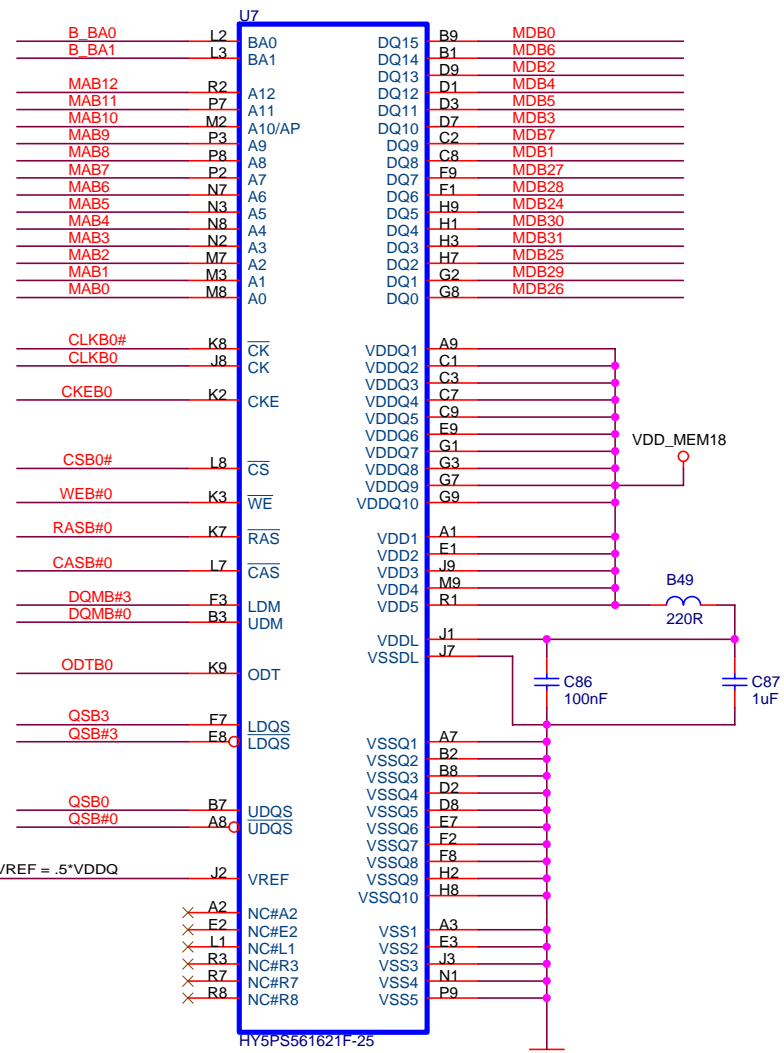 U7
B_BA0 L2 BA0 DQ15 B9 MDB0
B_BA1 L3 BA1 DQ14 B1 MDB6
DQ13 D9 MDB2
MAB12 R2 A12 DQ12 D1 MDB4
MAB11 P7 A11 DQ11 D3 MDB5
MAB10 M2 A10/AP DQ10 D7 MDB3
MAB9 P3 A9 DQ9 C2 MDB7
MAB8 P8 A8 DQ8 C8 MDB1
MAB7 P2 A7 DQ7 F9 MDB27
MAB6 N7 A6 DQ6 F1 MDB28
MAB5 N3 A5 DQ5 H9 MDB24
MAB4 N8 A4 DQ4 H1 MDB30
MAB3 N2 A3 DQ3 H3 MDB31
MAB2 M7 A2 DQ2 H7 MDB25
MAB1 M3 A1 DQ1 G2 MDB29
MAB0 M8 A0 DQ0 G8 MDB26
CLKB0# K8 CK VDDQ1 A9
CLKB0 J8 CK VDDQ2 C1
VDDQ3 C3
CKEB0 K2 CKE VDDQ4 C7
VDDQ5 C9
VDDQ6 E9
VDDQ7 G1 VDD_MEM18
CSB0# L8 CS VDDQ8 G3
VDDQ9 G7
WEB#0 K3 WE VDDQ10 G9
RASB#0 K7 RAS VDD1 A1
VDD2 E1
CASB#0 L7 CAS VDD3 J9
VDD4 M9 B49
DQMB#3 F3 LDM VDD5 R1
DQMB#0 B3 UDM 220R
VDDL J1
VSSDL J7
ODTB0 K9 ODT
C86 C87
100nF 1uF
QSB3 F7 LDQS
QSB#3 E8 LDQS VSSQ1 A7
VSSQ2 B2
VSSQ3 B8
VSSQ4 D2
QSB0 B7 UDQS VSSQ5 D8
QSB#0 A8 UDQS VSSQ6 E7
VSSQ7 F2
VSSQ8 F8
VREF = .5*VDDQ J2 VREF VSSQ9 H2
VSSQ10 H8
A2 NC#A2
E2 NC#E2 VSS1 A3
L1 NC#L1 VSS2 E3
R3 NC#R3 VSS3 J3
R7 NC#R7 VSS4 N1
R8 NC#R8 VSS5 P9
HY5PS561621F-25